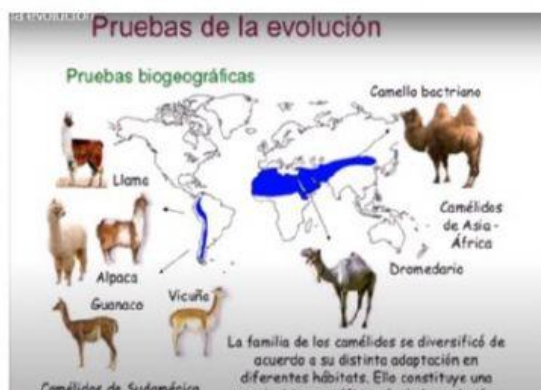 la evolución
Pruebas de la evolución
Pruebas biogeográficas
Camello bactriano
Llama
Camélidos
de Asia-
África
Alpaca
Dromedario
Guanaco
Vicuña
La familia de los camélidos se diversificó de
acuerdo a su distinta adaptación en
diferentes hábitats. Ello constituye una
Camélidos de Sudamérica